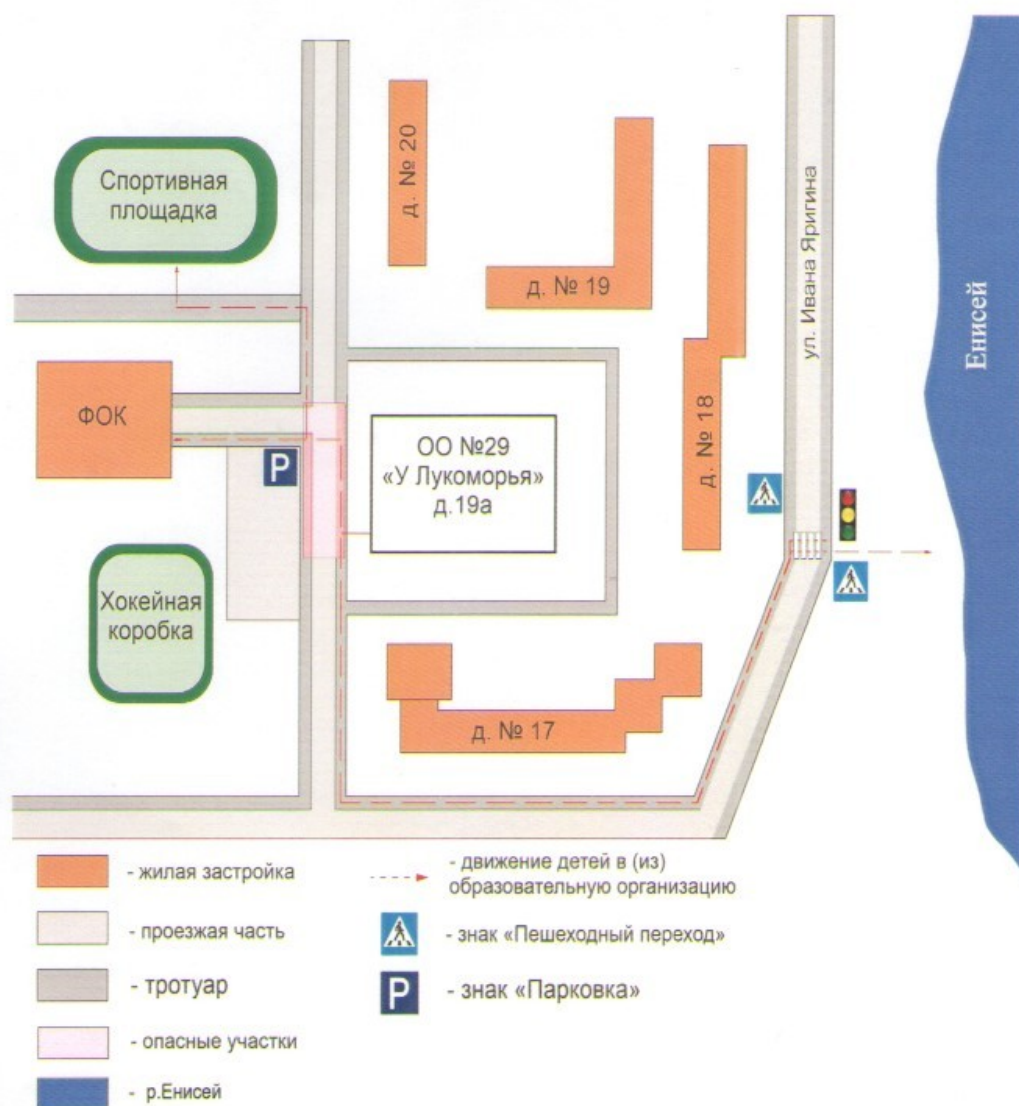 д. № 20
Спортивная
площадка
д. № 19
ул. Ивана Яригина
Енисей
ФОК
д. № 18
P
ОО №29
«У Лукоморья»
д.19а
Хокейная
коробка
д. № 17
- жилая застройка
- проезжая часть
- тротуар
- опасные участки
- р.Енисей
- движение детей в (из)
образовательную организацию
- знак «Пешеходный переход»
P
- знак «Парковка»